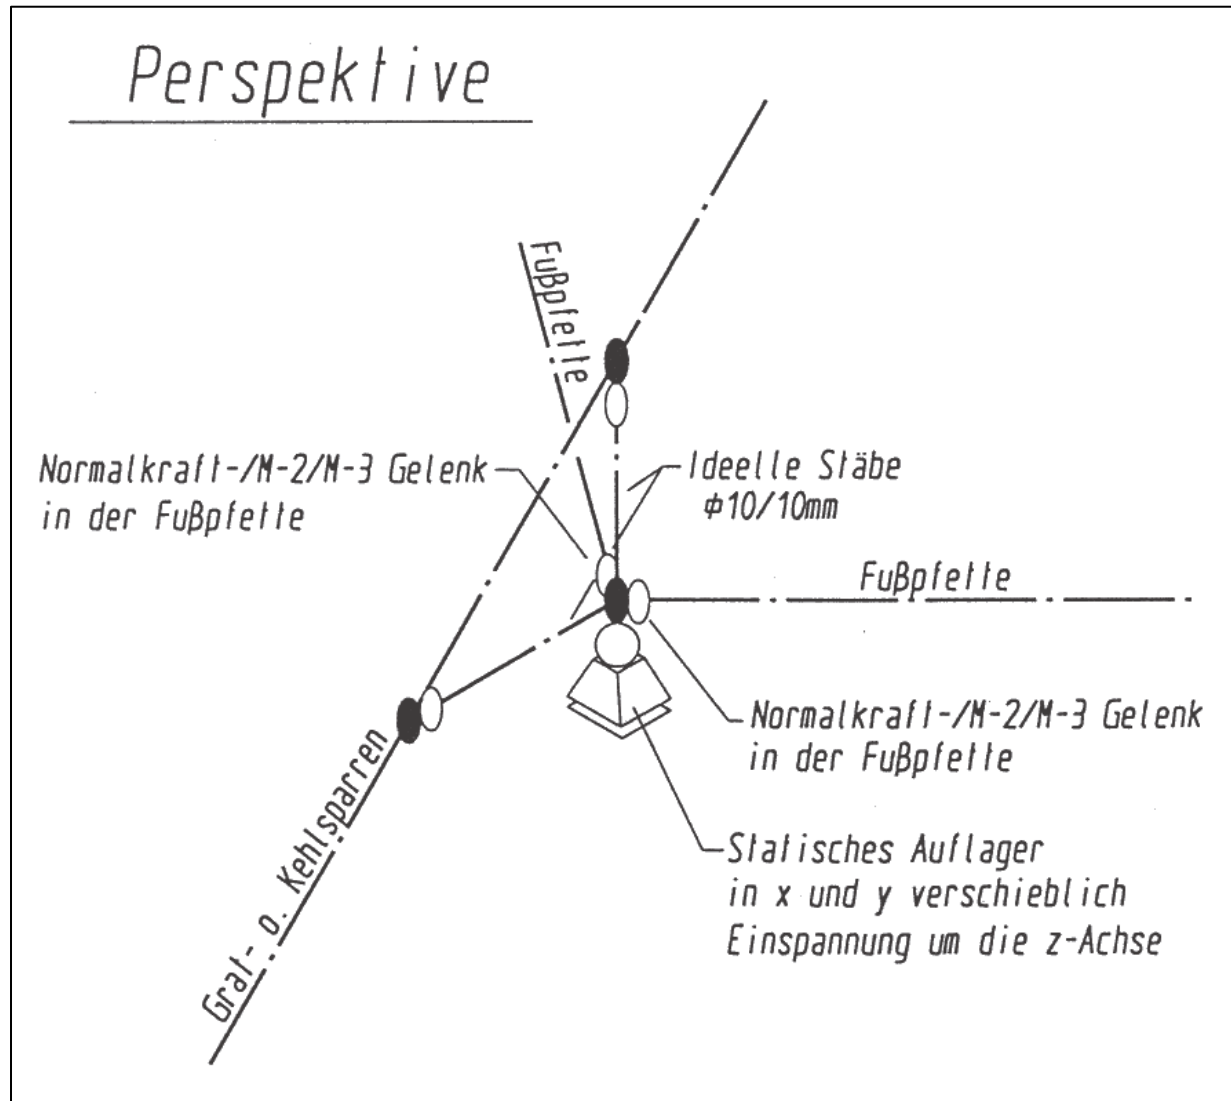 Perspektive
Fußpfette
Normalkraft-/M-2/M-3 Gelenk
in der Fußpfette
Ideelle Stäbe
ϕ10/10mm
Fußpfette
Normalkraft-/M-2/M-3 Gelenk
in der Fußpfette
Grat- o. Kehlsparren
Statisches Auflager
in x und y verschieblich
Einspannung um die z-Achse